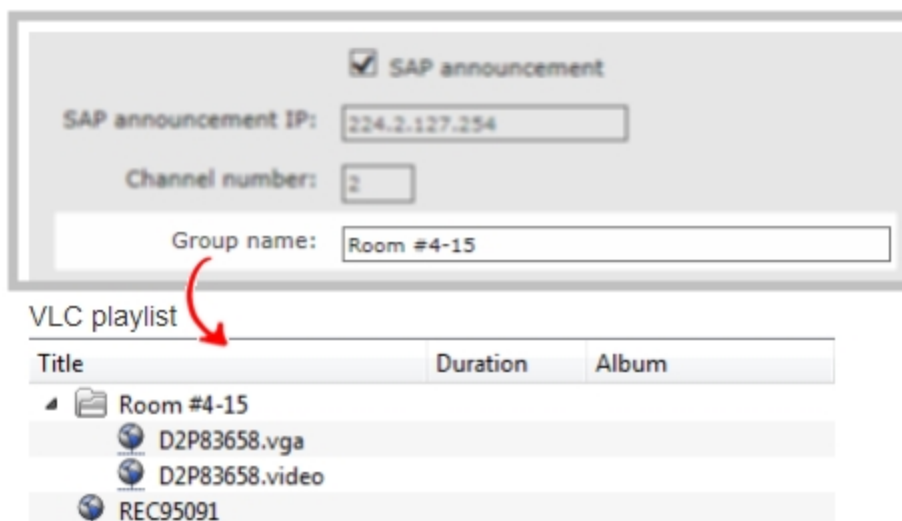 SAP announcement
SAP announcement IP: 224.2.127.254
Channel number: 2
Group name: Room #4-15
VLC playlist
Title Duration Album
Room #4-15
D2P83658.vga
D2P83658.video
REC95091